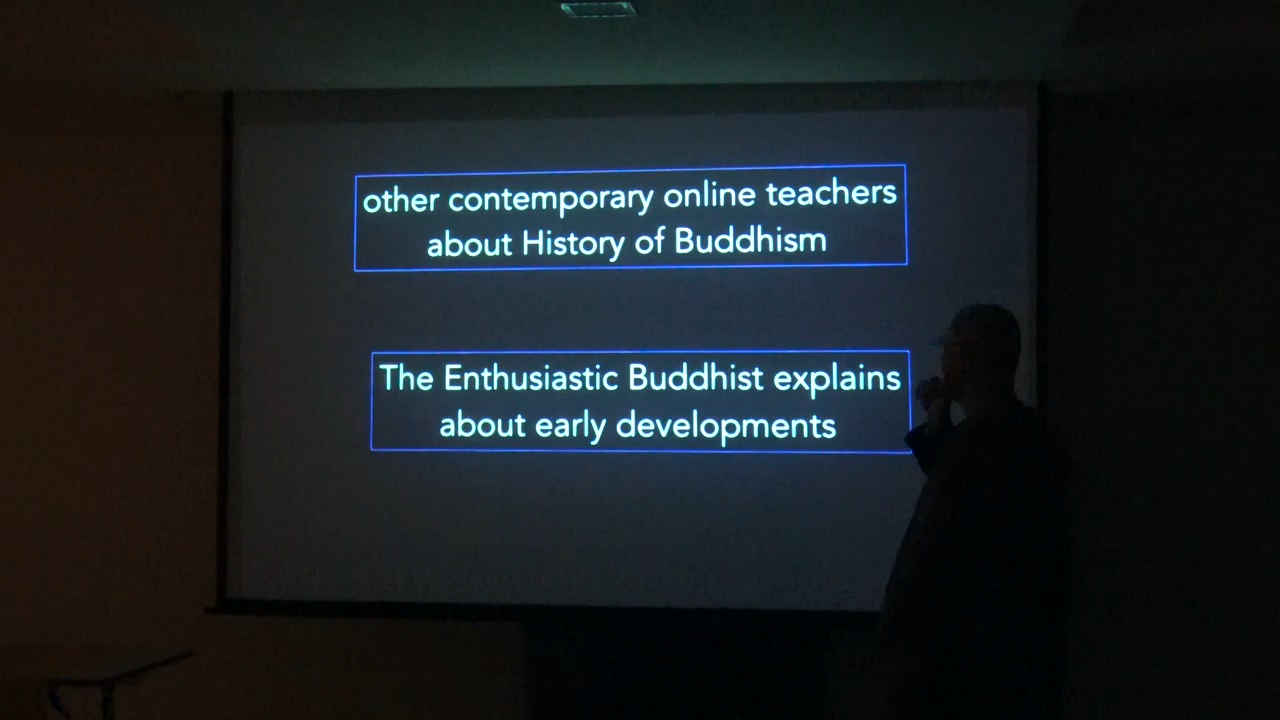 other contemporary online teachers
about History of Buddhism
The Enthusiastic Buddhist explains
about early developments